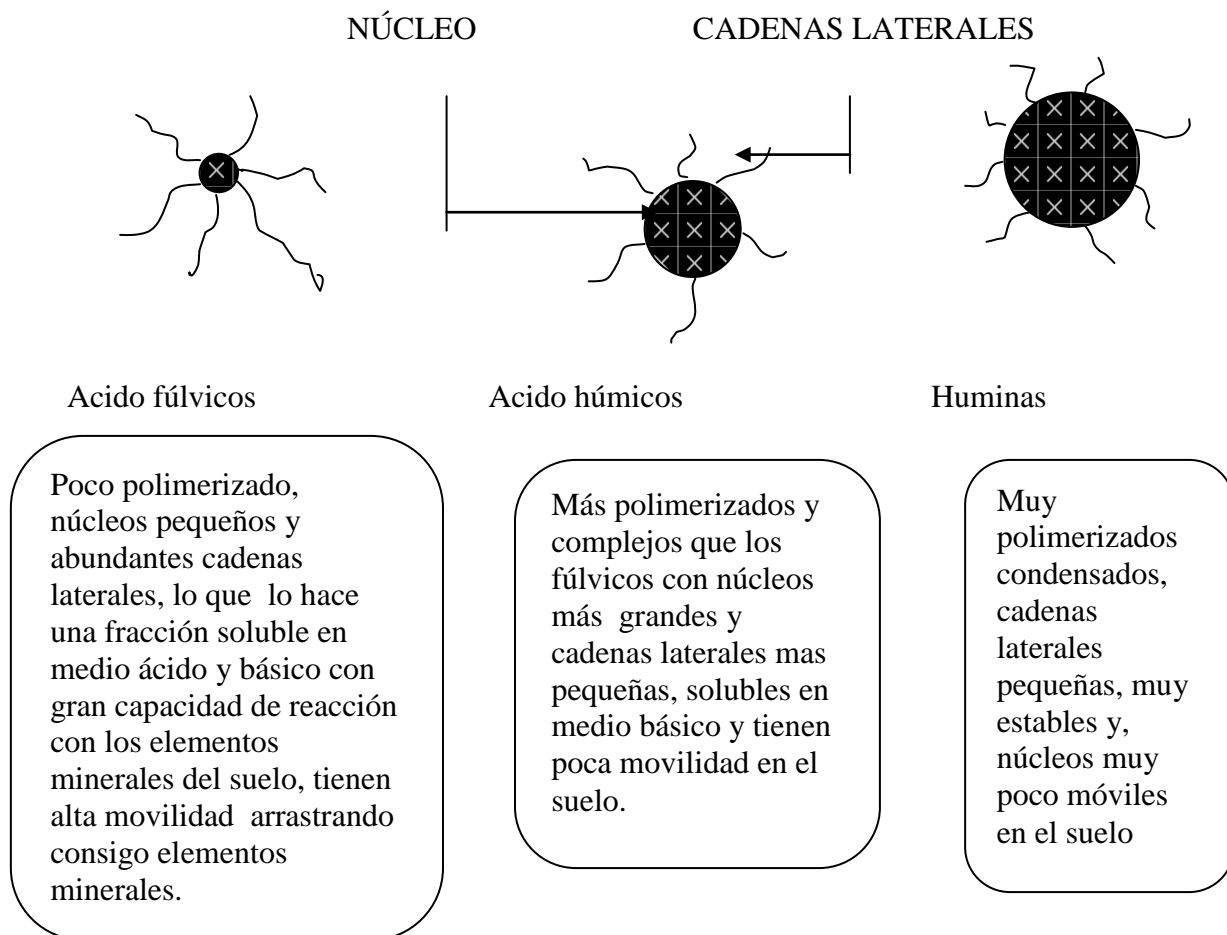 NÚCLEO
CADENAS LATERALES
Acido fúlvicos
Acido húmicos
Huminas
Poco polimerizado,
núcleos pequeños y
abundantes cadenas
laterales, lo que lo hace
una fracción soluble en
medio ácido y básico con
gran capacidad de reacción
con los elementos
minerales del suelo, tienen
alta movilidad arrastrando
consigo elementos
minerales.
Más polimerizados y
complejos que los
fúlvicos con núcleos
más grandes y
cadenas laterales mas
pequeñas, solubles en
medio básico y tienen
poca movilidad en el
suelo.
Muy
polimerizados
condensados,
cadenas
laterales
pequeñas, muy
estables y,
núcleos muy
poco móviles
en el suelo